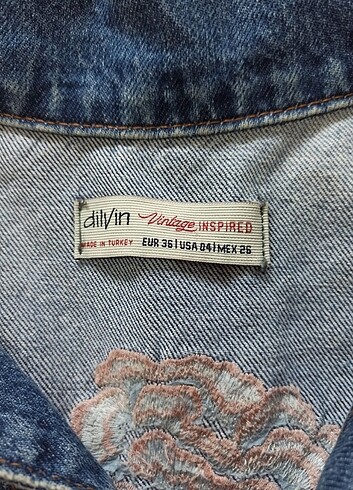 dilvin Vintage INSPIRED
MADE IN TURKEY EUR 36 | USA 04 | MEX 26